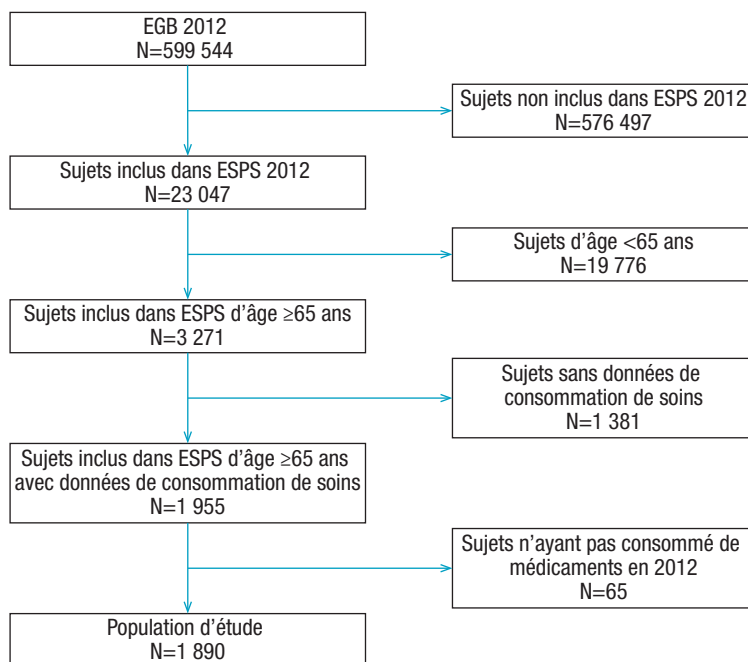 EGB 2012
N=599 544
Sujets non inclus dans ESPS 2012
N=576 497
Sujets inclus dans ESPS 2012
N=23 047
Sujets d'âge <65 ans
N=19 776
Sujets inclus dans ESPS d'âge ≥65 ans
N=3 271
Sujets sans données de
consommation de soins
N=1 381
Sujets inclus dans ESPS d'âge ≥65 ans
avec données de consommation de soins
N=1 955
Sujets n'ayant pas consommé de
médicaments en 2012
N=65
Population d'étude
N=1 890